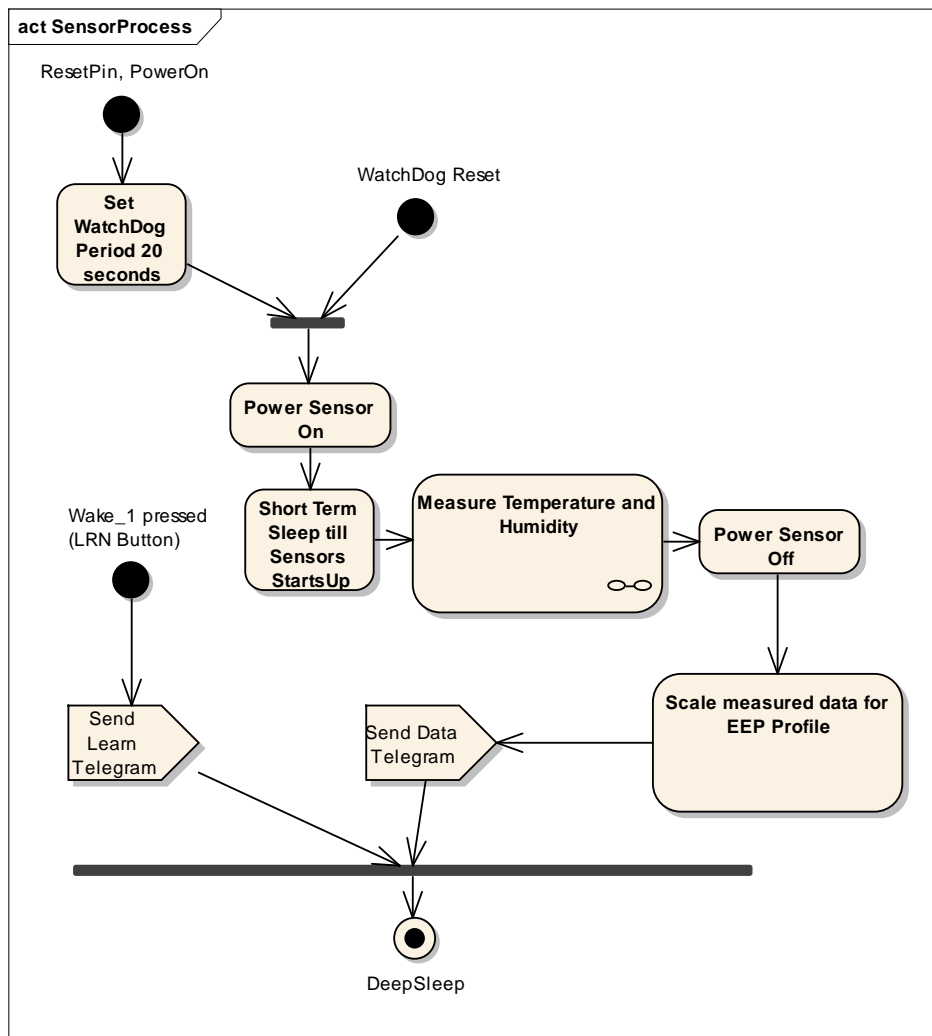 act SensorProcess
ResetPin, PowerOn
WatchDog Reset
Set
WatchDog
Period 20
seconds
Power Sensor
On
Wake_1 pressed
(LRN Button)
Short Term
Sleep till
Sensors
StartsUp
Measure Temperature and
Humidity
Power Sensor
Off
Send
Learn
Telegram
Send Data
Telegram
Scale measured data for
EEP Profile
DeepSleep